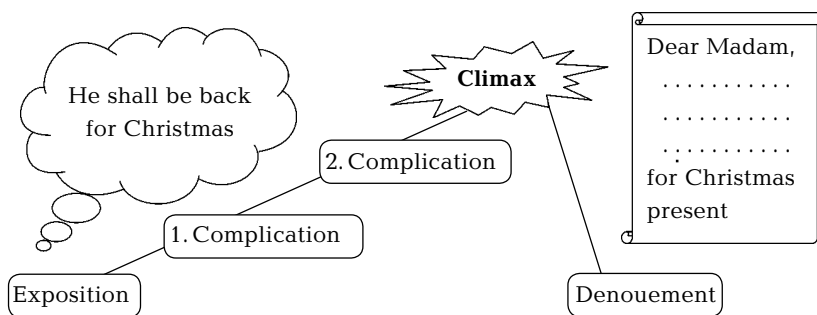 He shall be back
for Christmas
Climax
Dear Madam,
. . . . . . . . . . .
. . . . . . . . . . .
. . . . . . . . . . .
for Christmas
present
2. Complication
1. Complication
Exposition
Denouement